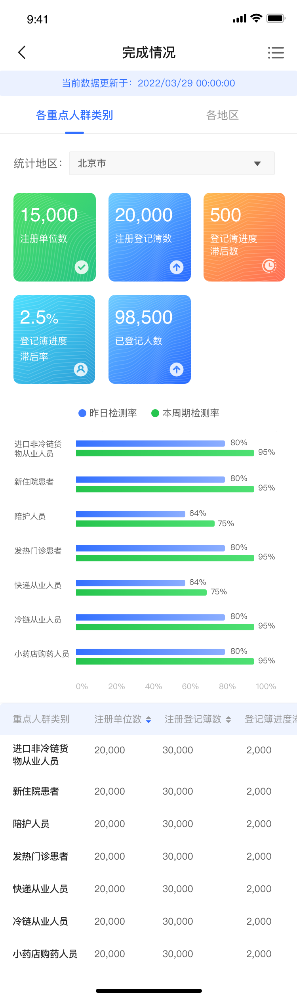 9:41
完成情况
当前数据更新于：2022/03/29 00:00:00
各重点人群类别 各地区
统计地区： 北京市
15,000 20,000 500
注册单位数 注册登记簿数 登记簿进度
滞后数
2.5% 98,500
登记簿进度 已登记人数
滞后率
昨日检测率 本周期检测率
进口非冷链货 80%
物从业人员 95%
新住院患者 80%
95%
陪护人员 64%
75%
发热门诊患者 80%
95%
快递从业人员 64%
75%
冷链从业人员 80%
95%
小药店购药人员 80%
95%
0% 20% 40% 60% 80% 100%
重点人群类别 注册单位数 注册登记簿数 登记簿进度滞
进口非冷链货 20,000 30,000 2,000
物从业人员
新住院患者 20,000 30,000 2,000
陪护人员 20,000 30,000 2,000
发热门诊患者 20,000 30,000 2,000
快递从业人员 20,000 30,000 2,000
冷链从业人员 20,000 30,000 2,000
小药店购药人员 20,000 30,000 2,000